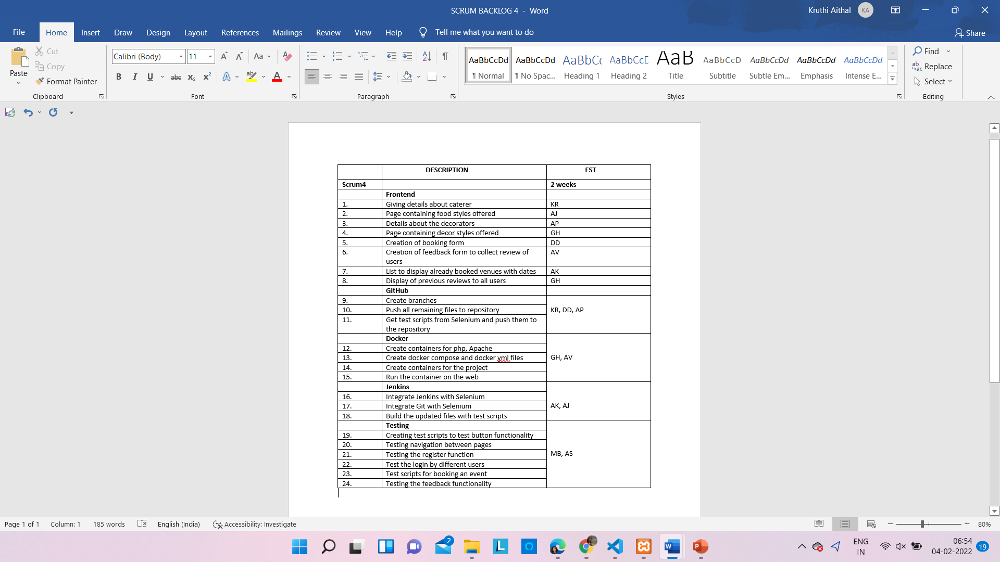 SCRUM BACKLOG 4 - Word
Kruthi Aithal
KA
File
Home
Insert
Draw
Design
Layout
References
Mailings
Review
View
Help
Tell me what you want to do
Share
Paste
Cut
Copy
Format Painter
Clipboard
Calibri (Body)
11
Font
Paragraph
AaBbCcDd
¶ Normal
AaBbCcDd
¶ No Spac...
AaBbCc
Heading 1
AaBbCcD
Heading 2
AaB
Title
AaBbCcD
Subtitle
AaBbCcDd
Subtle Em...
AaBbCcDd
Emphasis
AaBbCcDd
Intense E...
Styles
Find
Replace
Select
Editing
DESCRIPTION EST
Scrum4 2 weeks
Frontend
1. Giving details about caterer KR
2. Page containing food styles offered AJ
3. Details about the decorators AP
4. Page containing decor styles offered GH
5. Creation of booking form DD
6. Creation of feedback form to collect review of AV
users
7. List to display already booked venues with dates AK
8. Display of previous reviews to all users GH
GitHub
9. Create branches
10. Push all remaining files to repository KR, DD, AP
11. Get test scripts from Selenium and push them to
the repository
Docker
12. Create containers for php, Apache
13. Create docker compose and docker yml files GH, AV
14. Create containers for the project
15. Run the container on the web
Jenkins
16. Integrate Jenkins with Selenium
17. Integrate Git with Selenium AK, AJ
18. Build the updated files with test scripts
Testing
19. Creating test scripts to test button functionality
20. Testing navigation between pages
21. Testing the register function MB, AS
22. Test the login by different users
23. Test scripts for booking an event
24. Testing the feedback functionality
Page 1 of 1
Column: 1
185 words
English (India)
Accessibility: Investigate
80%
2
ENG
IN
06:54
04-02-2022
19